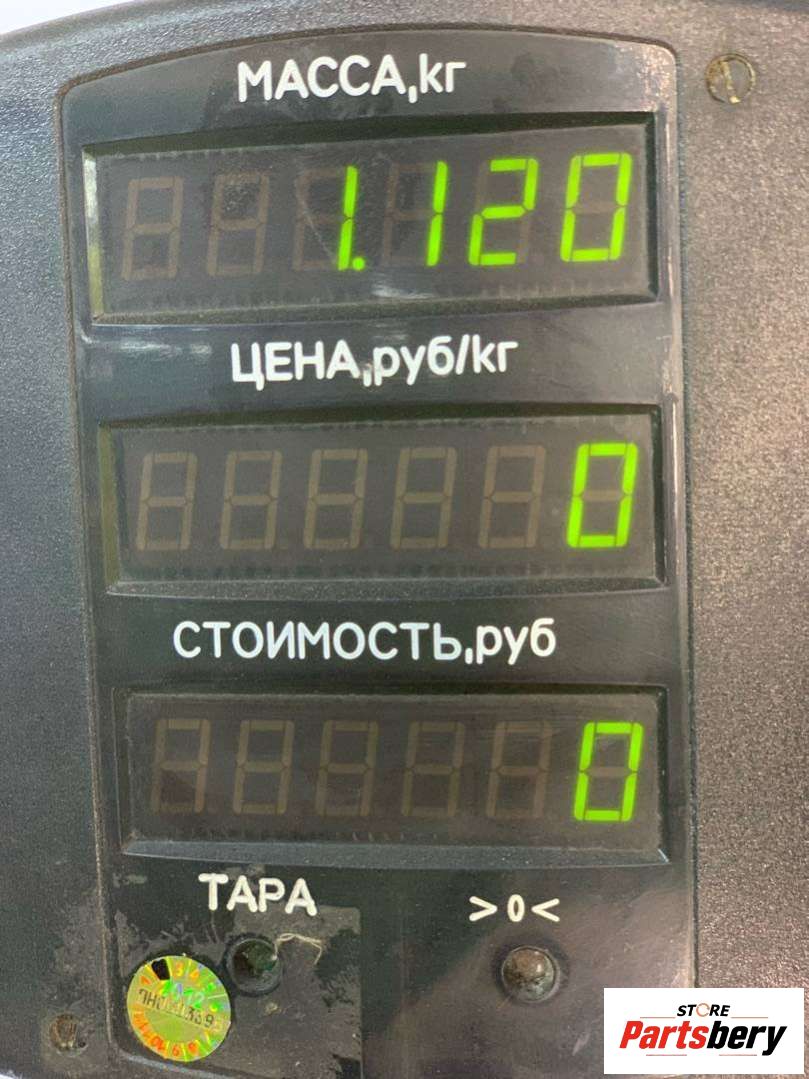 МАССА,кг
1.120
ЦЕНА,руб/кг
0
СТОИМОСТЬ,руб
0
ТАРА
>0<
STORE
Partsbery